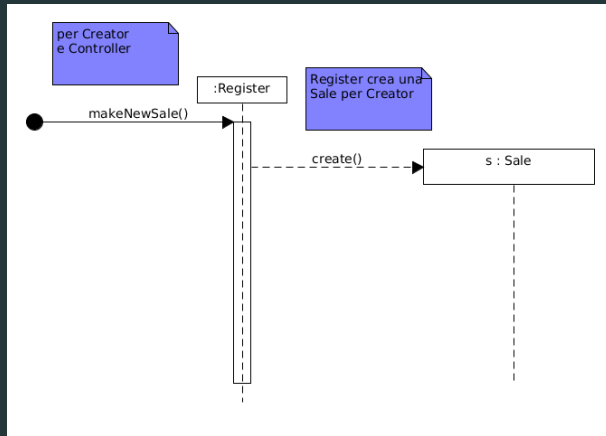 per Creator
e Controller
:Register
Register crea una
Sale per Creator
makeNewSale()
create()
s : Sale